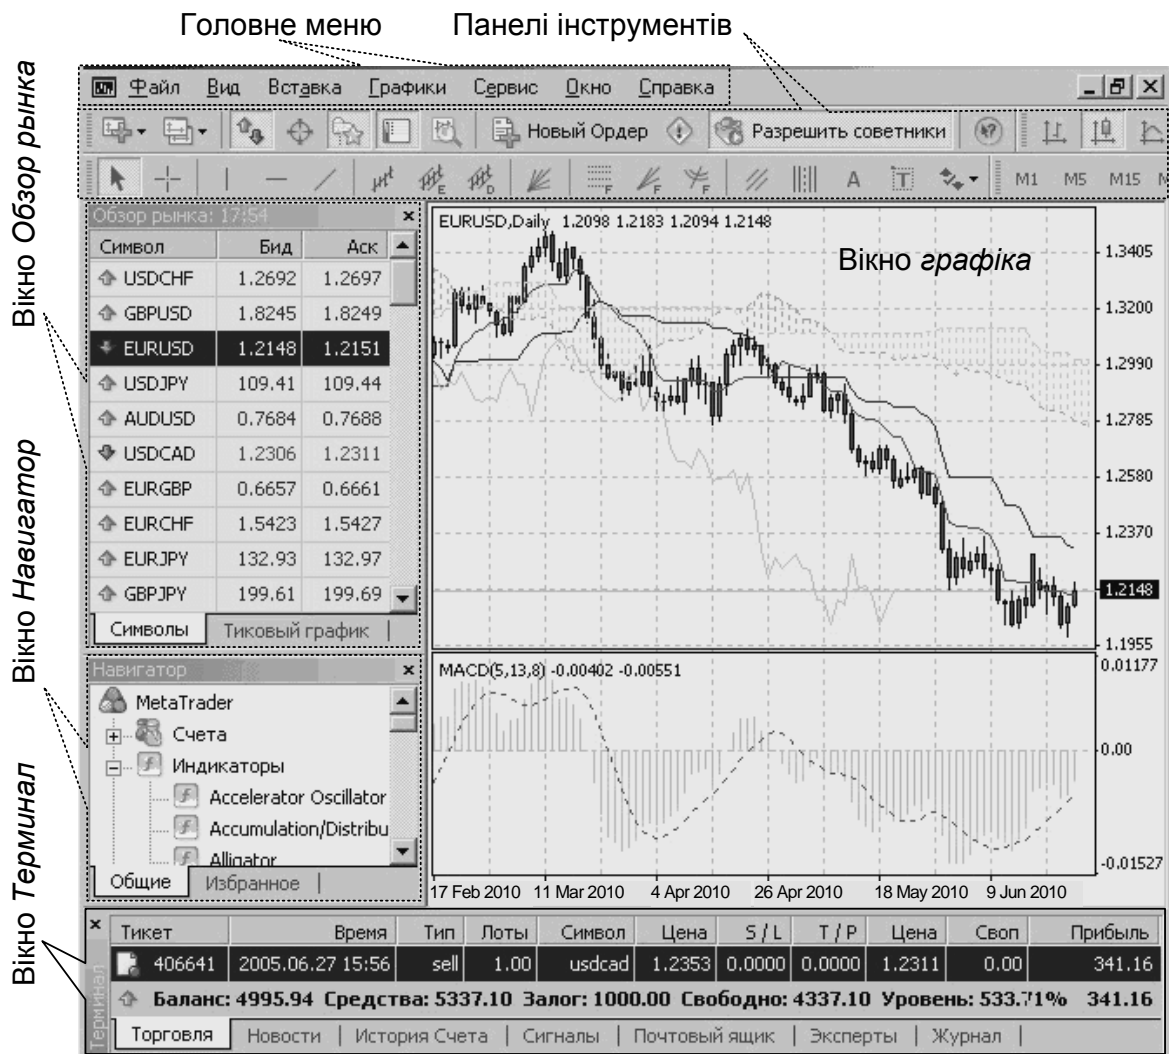 Головне меню
Панелі інструментів
Файл Вид Вставка Графики Сервис Окно Справка
Новый Ордер Разрешить советники
E D F F F F A T M1 M5 M15
Вікно Обзор рынка
Обзор рынка: 17:54
Символ Бид Аск
USDCHF 1.2692 1.2697
GBPUSD 1.8245 1.8249
EURUSD 1.2148 1.2151
USDJPY 109.41 109.44
AUDUSD 0.7684 0.7688
USDCAD 1.2306 1.2311
EURGBP 0.6657 0.6661
EURCHF 1.5423 1.5427
EURJPY 132.93 132.97
GBPJPY 199.61 199.69
Символы Тиковый график
EURUSD,Daily 1.2098 1.2183 1.2094 1.2148
Вікно графіка
1.3405
1.3200
1.2990
1.2785
1.2580
1.2370
1.2148
1.1955
Вікно Навигатор
Навигатор
MetaTrader
Счета
Индикаторы
Accelerator Oscillator
Accumulation/Distribu
Alligator
Общие Избранное
MACD(5,13,8) -0.00402 -0.00551
0.01177
0.00
-0.01527
17 Feb 2010 11 Mar 2010 4 Apr 2010 26 Apr 2010 18 May 2010 9 Jun 2010
Вікно Терминал
Терминал
Тикет Время Тип Лоты Символ Цена S / L T / P Цена Своп Прибыль
406641 2005.06.27 15:56 sell 1.00 usdcad 1.2353 0.0000 0.0000 1.2311 0.00 341.16
Баланс: 4995.94 Средства: 5337.10 Залог: 1000.00 Свободно: 4337.10 Уровень: 533.71% 341.16
Торговля Новости История Счета Сигналы Почтовый ящик Эксперты Журнал